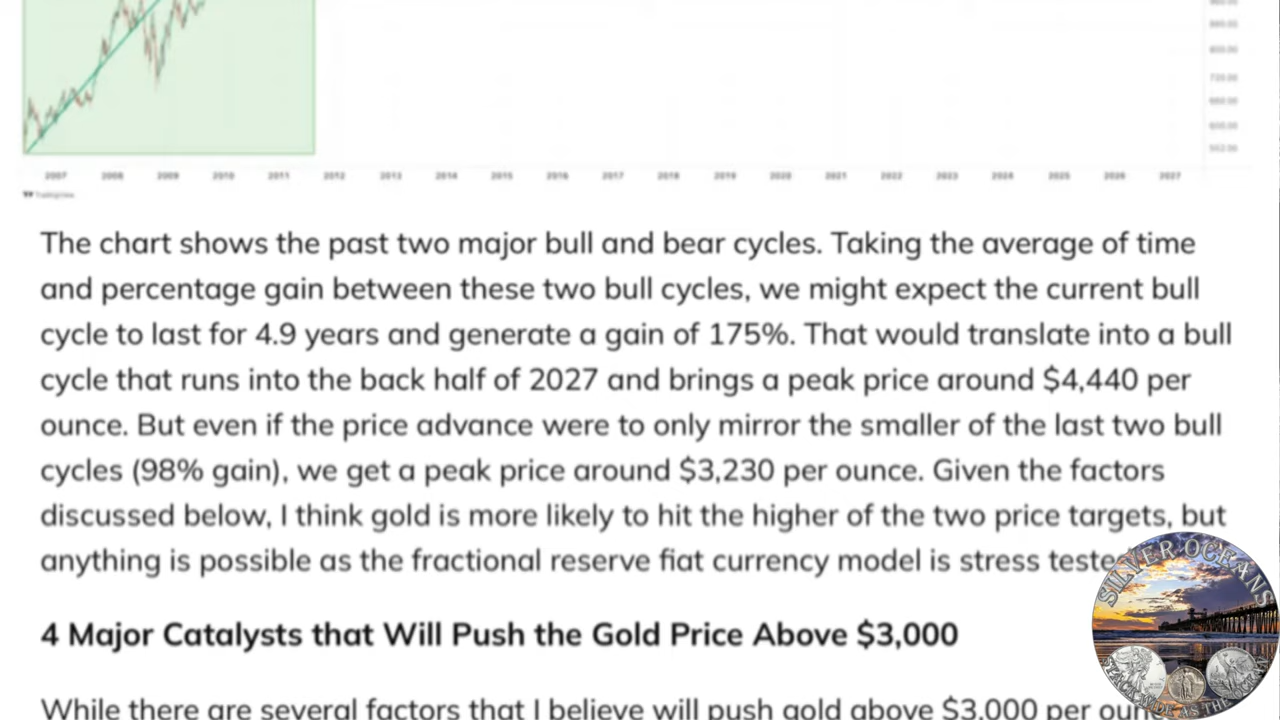 2007 2008 2009 2010 2011 2012 2013 2014 2015 2016 2017 2018 2019 2020 2021 2022 2023 2024 2025 2026 2027
TradingView
The chart shows the past two major bull and bear cycles. Taking the average of time
and percentage gain between these two bull cycles, we might expect the current bull
cycle to last for 4.9 years and generate a gain of 175%. That would translate into a bull
cycle that runs into the back half of 2027 and brings a peak price around $4,440 per
ounce. But even if the price advance were to only mirror the smaller of the last two bull
cycles (98% gain), we get a peak price around $3,230 per ounce. Given the factors
discussed below, I think gold is more likely to hit the higher of the two price targets, but
anything is possible as the fractional reserve fiat currency model is stress teste
SILVER OCEANS
4 Major Catalysts that Will Push the Gold Price Above $3,000
While there are several factors that I believe will push gold above $3,000 per oun